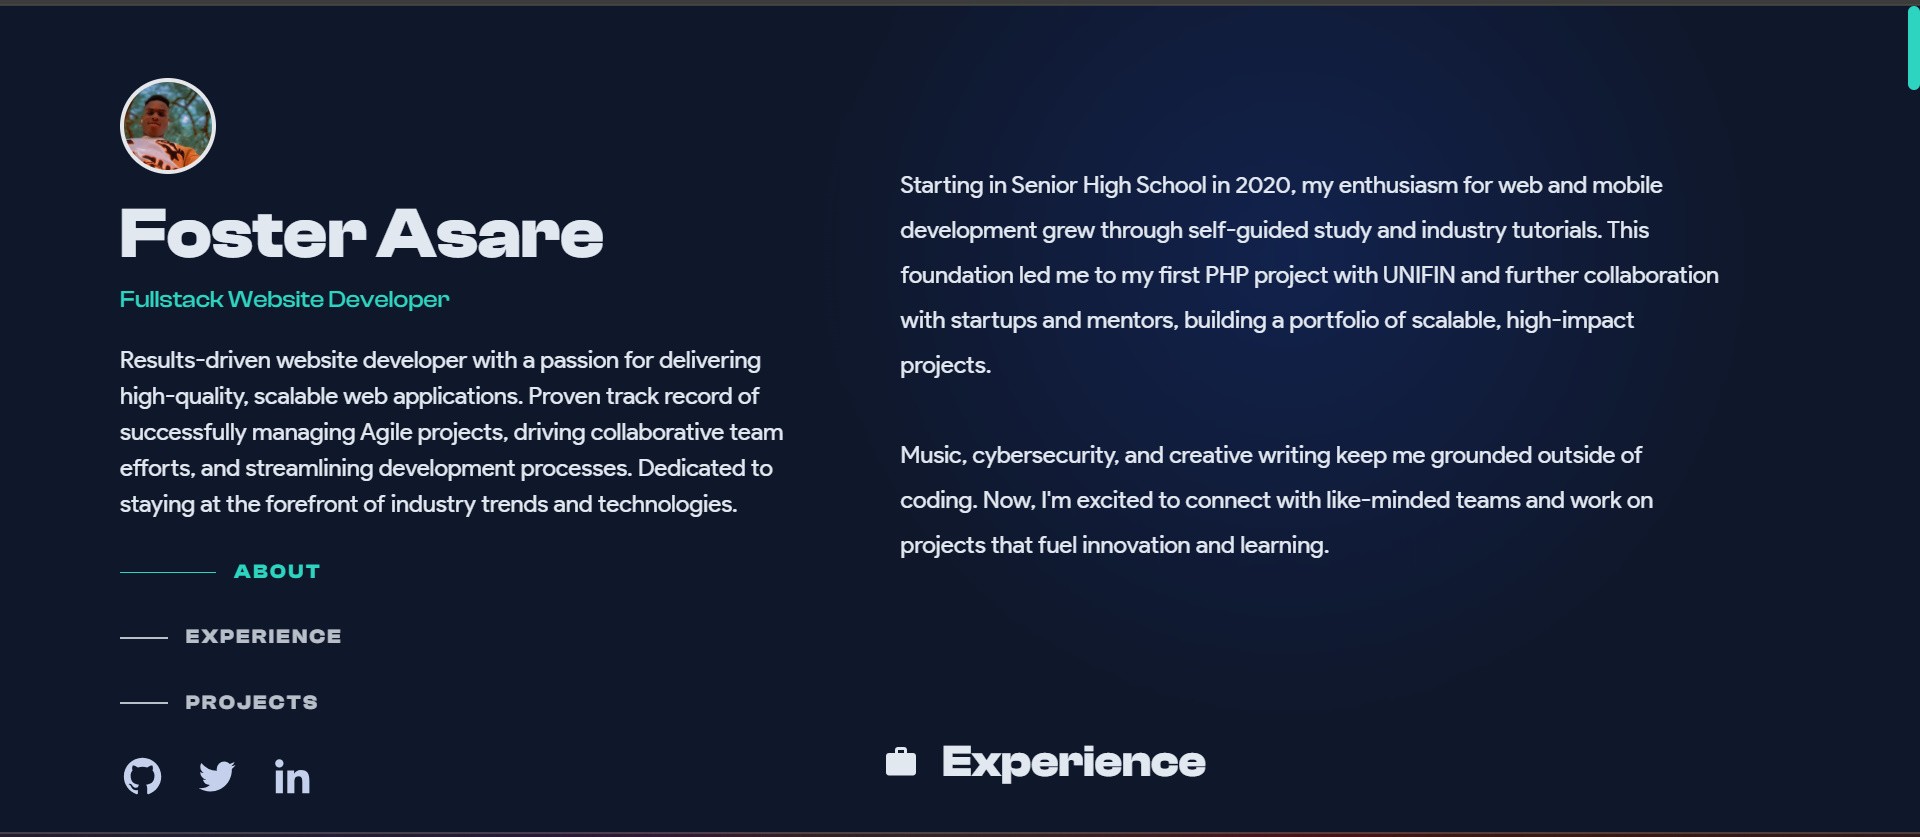 Foster Asare
Fullstack Website Developer
Results-driven website developer with a passion for delivering
high-quality, scalable web applications. Proven track record of
successfully managing Agile projects, driving collaborative team
efforts, and streamlining development processes. Dedicated to
staying at the forefront of industry trends and technologies.
ABOUT
EXPERIENCE
PROJECTS
Starting in Senior High School in 2020, my enthusiasm for web and mobile
development grew through self-guided study and industry tutorials. This
foundation led me to my first PHP project with UNIFIN and further collaboration
with startups and mentors, building a portfolio of scalable, high-impact
projects.
Music, cybersecurity, and creative writing keep me grounded outside of
coding. Now, I'm excited to connect with like-minded teams and work on
projects that fuel innovation and learning.
Experience